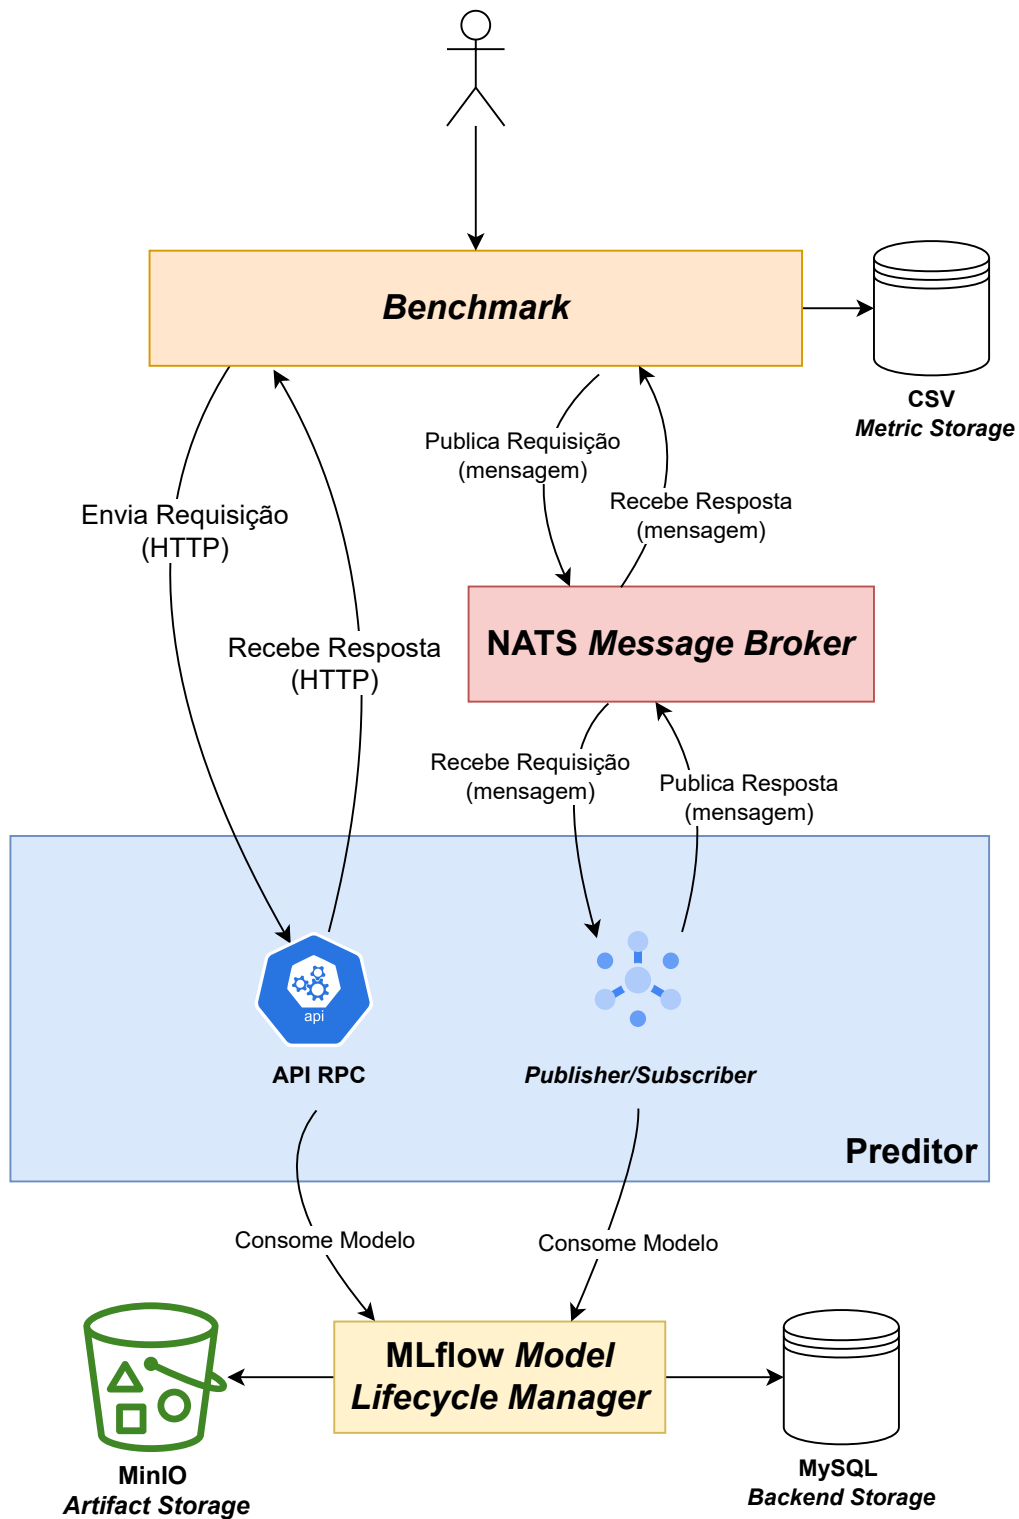 Benchmark
CSV
Metric Storage
Publica Requisição
(mensagem)
Recebe Resposta
(mensagem)
Envia Requisição
(HTTP)
Recebe Resposta
(HTTP)
NATS Message Broker
Recebe Requisição
(mensagem)
Publica Resposta
(mensagem)
api
API RPC
Publisher/Subscriber
Preditor
Consome Modelo
Consome Modelo
MLflow Model
Lifecycle Manager
MinIO
Artifact Storage
MySQL
Backend Storage